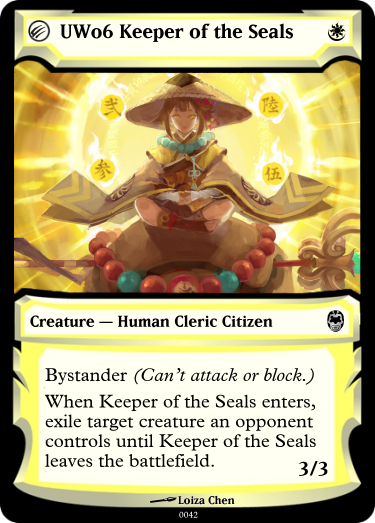 UWo6 Keeper of the Seals
弐
陸
参
伍
Creature — Human Cleric Citizen
Bystander (Can't attack or block.)
When Keeper of the Seals enters,
exile target creature an opponent
controls until Keeper of the Seals
leaves the battlefield.
3/3
Loiza Chen
0042